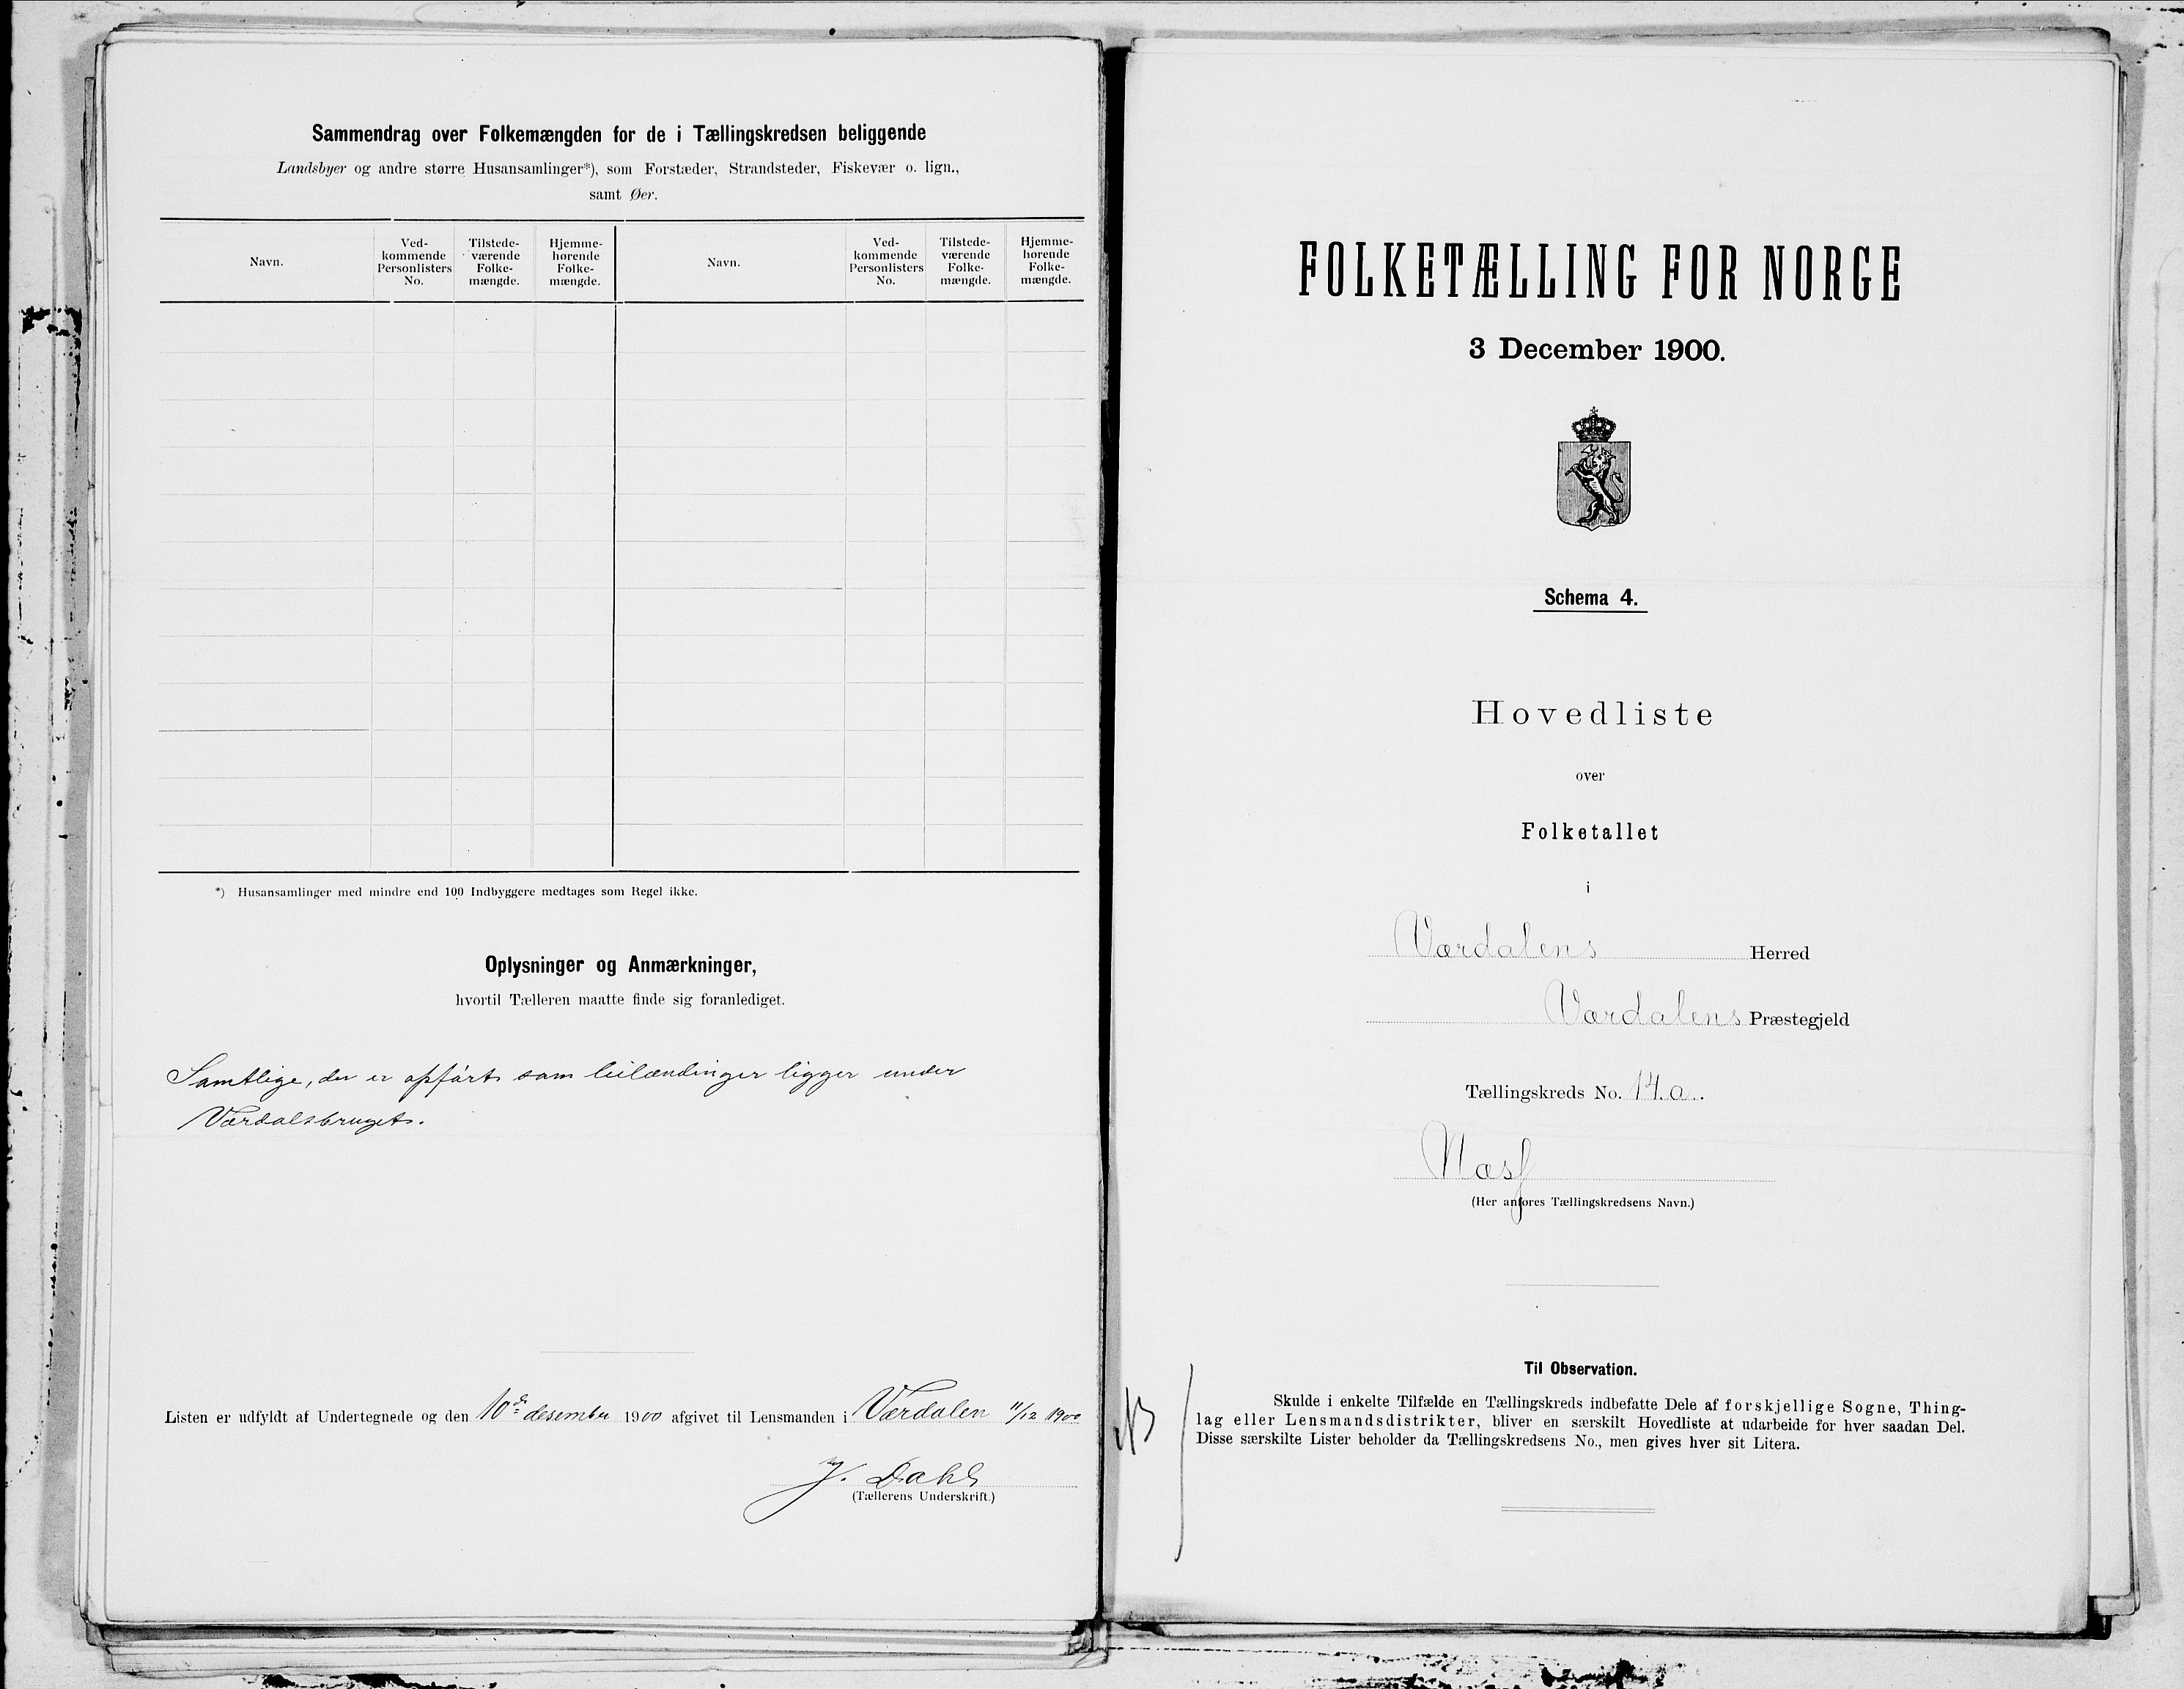 Sammendrag over Folkemængden for de i Tællingskredsen beliggende
Landsbyer og andre større Husansamlinger*), som Forstæder, Strandsteder, Fiskevær o. lign.,
samt Øer.
Navn.
Ved-
kommende
Personlisters
No.
Tilstede-
værende
Folke-
mængde.
Hjemme-
hørende
Folke-
mængde.
Navn.
Ved-
kommende
Personlisters
No.
Tilstede-
værende
Folke-
mængde.
Hjemme-
hørende
Folke-
mængde.
*) Husansamlinger med mindre end 100 Indbyggere medtages som Regel ikke.
Oplysninger og Anmærkninger,
hvortil Tælleren maatte finde sig foranlediget.
Samtlige, der er opført som leilændinger ligger under
Værdalsbruget.
Listen er udfyldt af Undertegnede og den 10de desember 1900 afgivet til Lensmanden i Værdalen 11/12 1900
J. Dahl
(Tællerens Underskrift.)
FOLKETÆLLING FOR NORGE
3 December 1900.
Schema 4.
Hovedliste
over
Folketallet
i
Værdalens Herred
Værdalens Præstegjeld
Tællingskreds No. 14.a.
Næss
(Her anføres Tællingskredsens Navn.)
Til Observation.
Skulde i enkelte Tilfælde en Tællingskreds indbefatte Dele af forskjellige Sogne, Thing-
lag eller Lensmandsdistrikter, bliver en særskilt Hovedliste at udarbeide for hver saadan Del.
Disse særskilte Lister beholder da Tællingskredsens No., men gives hver sit Litera.